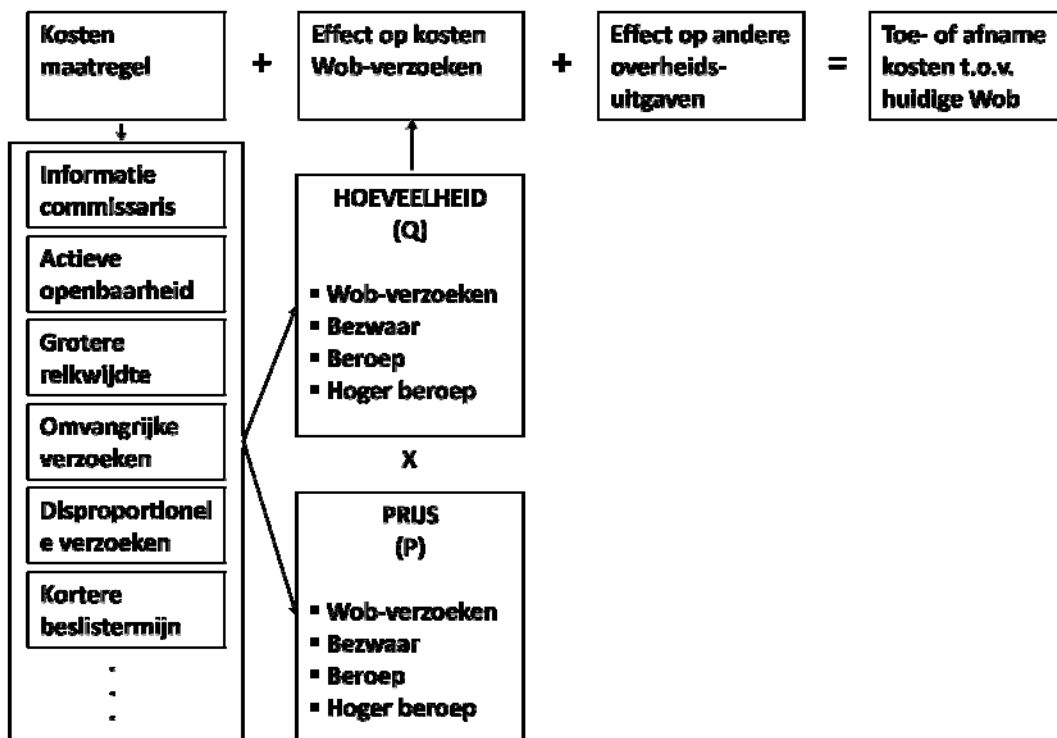 Kosten
maatregel
+
Effect op kosten
Wob-verzoeken
+
Effect op andere
overheids-
uitgaven
=
Toe- of afname
kosten t.o.v.
huidige Wob
Informatie
commissaris
Actieve
openbaarheid
Grotere
reikwijdte
Omvangrijke
verzoeken
Disproportionel
e verzoeken
Kortere
beslistermijn
.
.
.
HOEVEELHEID
(Q)
▪ Wob-verzoeken
▪ Bezwaar
▪ Beroep
▪ Hoger beroep
X
PRIJS
(P)
▪ Wob-verzoeken
▪ Bezwaar
▪ Beroep
▪ Hoger beroep